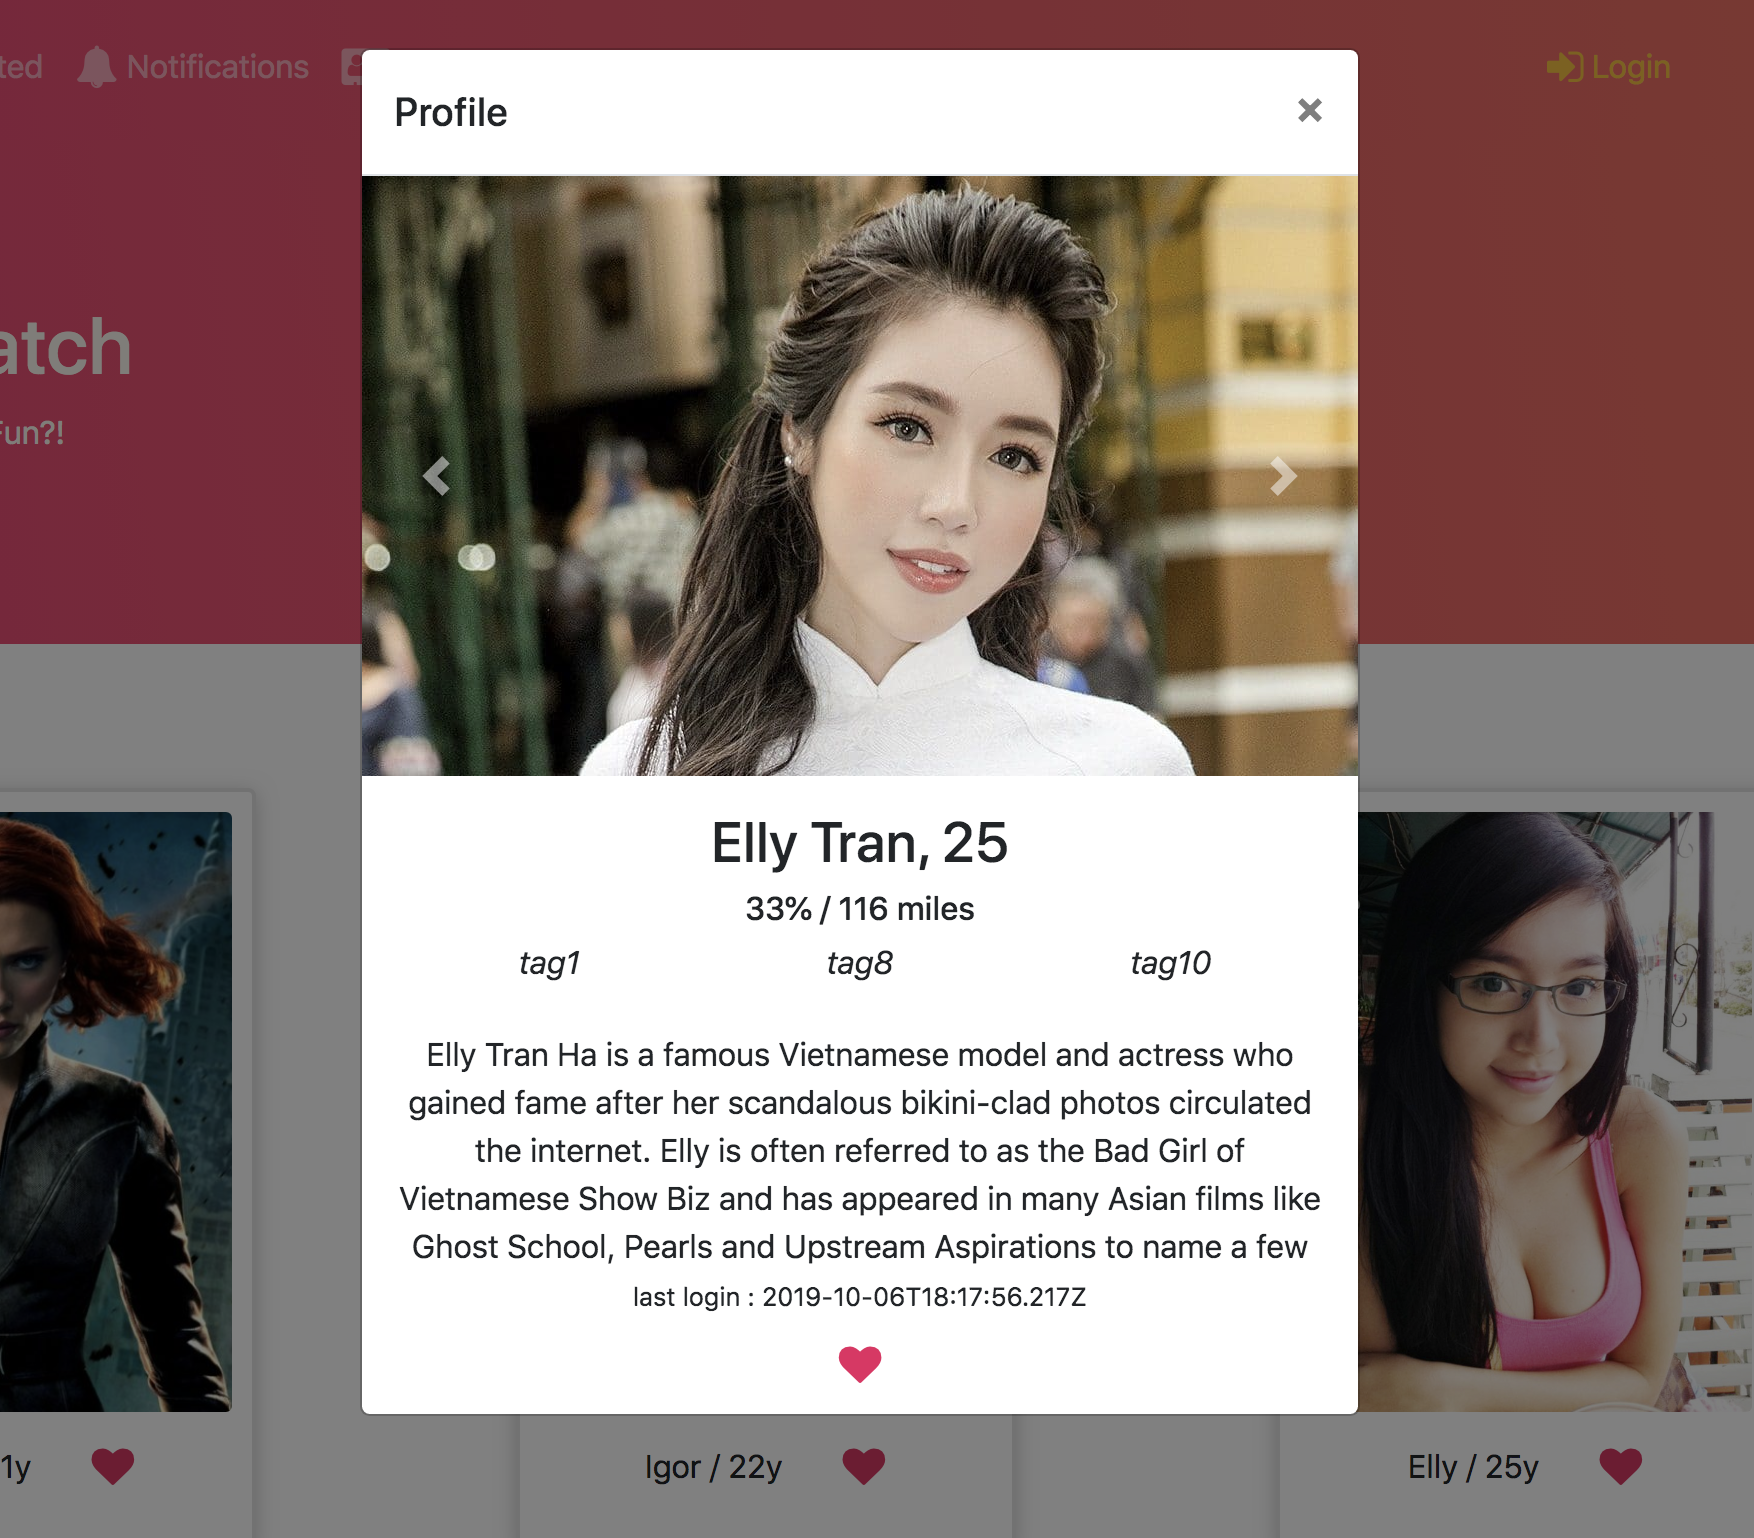 ted
Notifications
Login
Profile
×
atch
Fun?!
Elly Tran, 25
33% / 116 miles
tag1 tag8 tag10
Elly Tran Ha is a famous Vietnamese model and actress who
gained fame after her scandalous bikini-clad photos circulated
the internet. Elly is often referred to as the Bad Girl of
Vietnamese Show Biz and has appeared in many Asian films like
Ghost School, Pearls and Upstream Aspirations to name a few
last login : 2019-10-06T18:17:56.217Z
1y
Igor / 22y
Elly / 25y